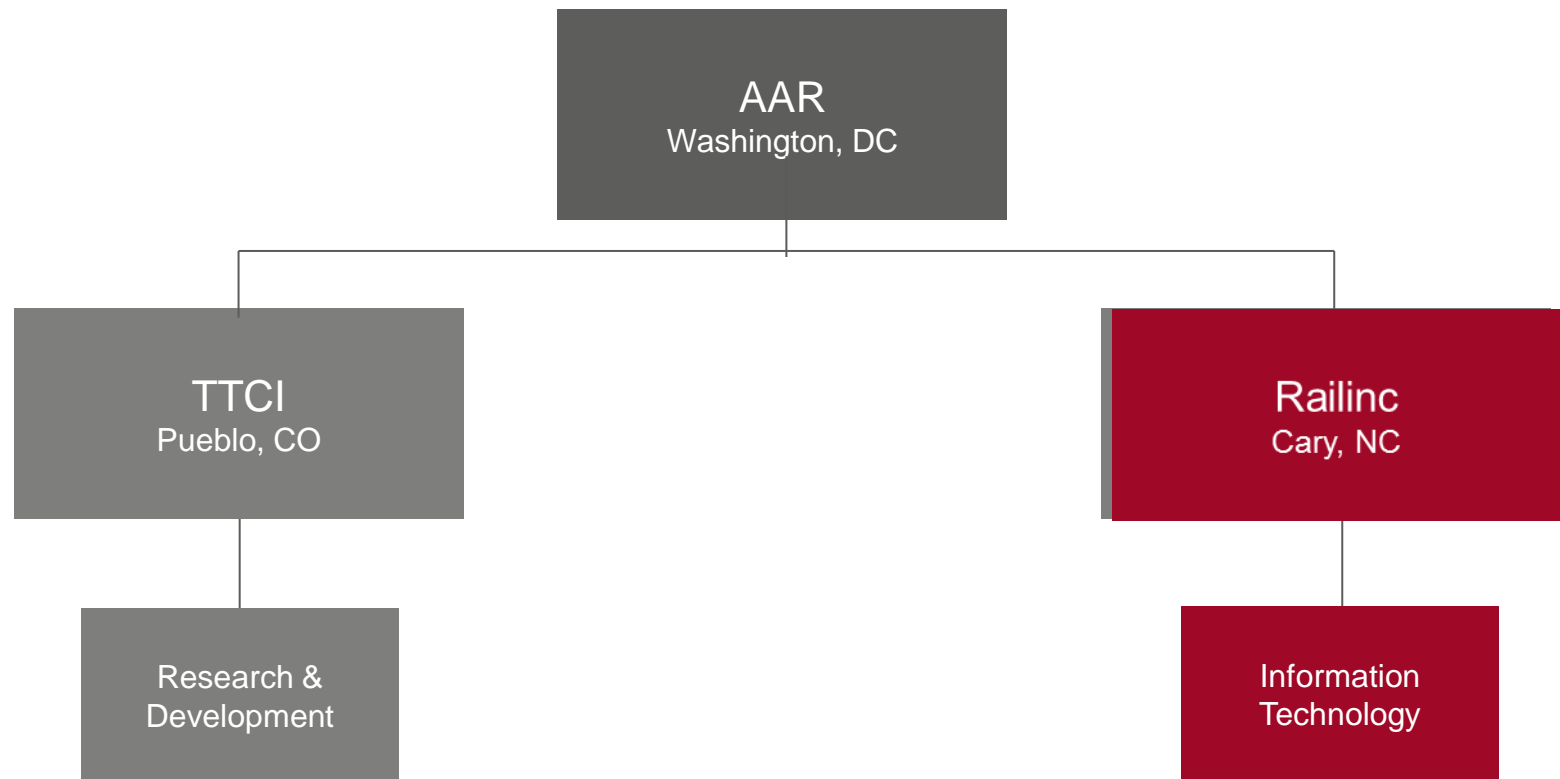 AAR
Washington, DC
TTCI
Pueblo, CO
Railinc
Cary, NC
Research &
Development
Information
Technology